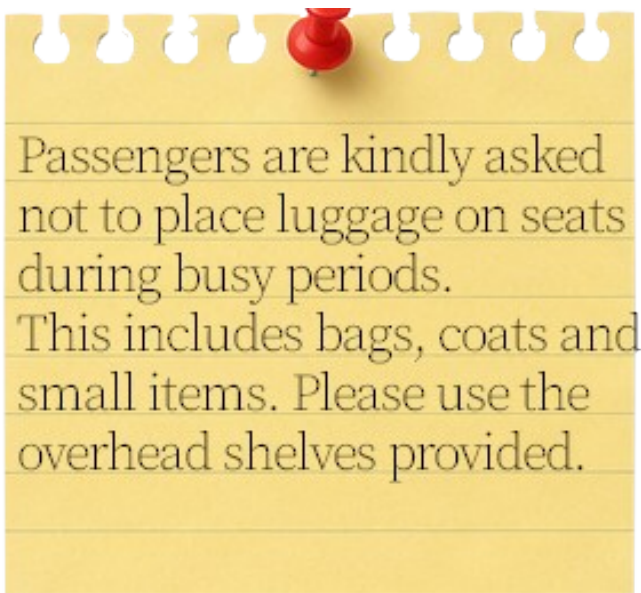 Passengers are kindly asked
not to place luggage on seats
during busy periods.
This includes bags, coats and
small items. Please use the
overhead shelves provided.